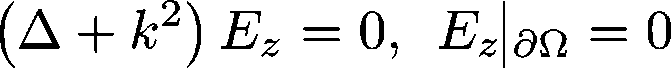 (Δ + k²) E_z = 0,  E_z|_∂Ω = 0